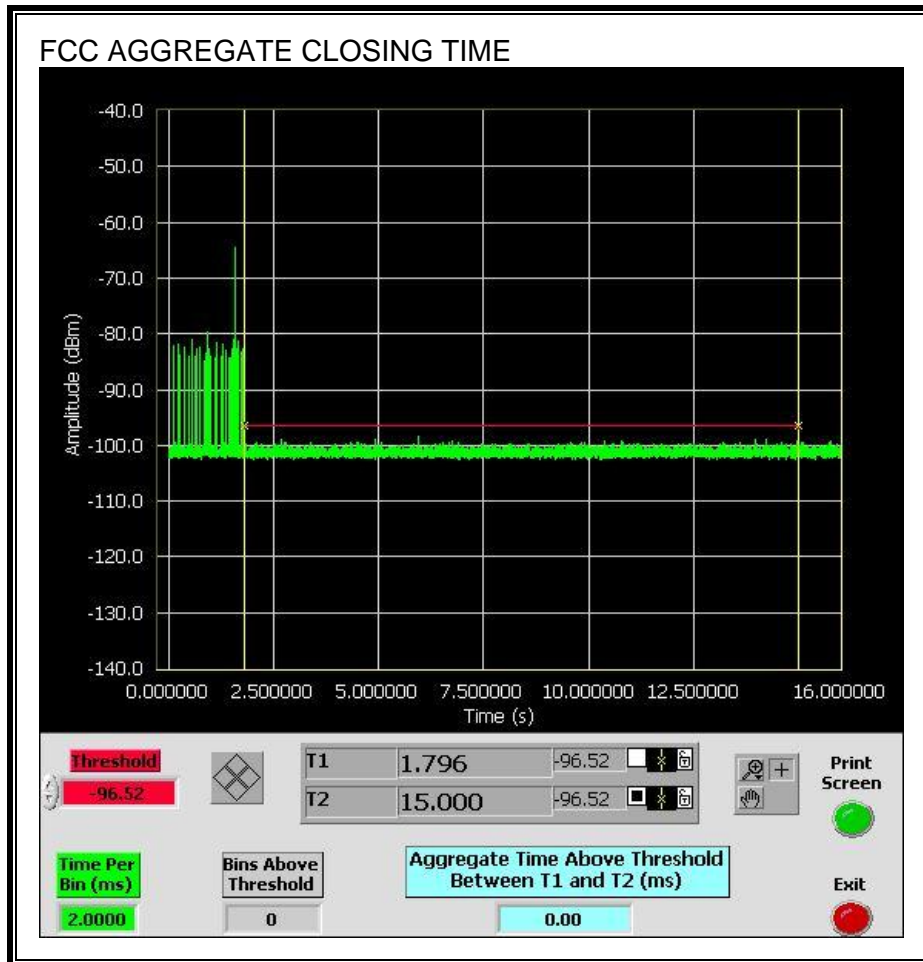 FCC AGGREGATE CLOSING TIME
-40.0
-50.0
-60.0
-70.0
-80.0
-90.0
-100.0
-110.0
-120.0
-130.0
-140.0
Amplitude (dBm)
0.000000 2.500000 5.000000 7.500000 10.000000 12.500000 16.000000
Time (s)
Threshold
-96.52
T1 1.796 -96.52
T2 15.000 -96.52
Print
Screen
Time Per
Bin (ms)
2.0000
Bins Above
Threshold
0
Aggregate Time Above Threshold
Between T1 and T2 (ms)
0.00
Exit